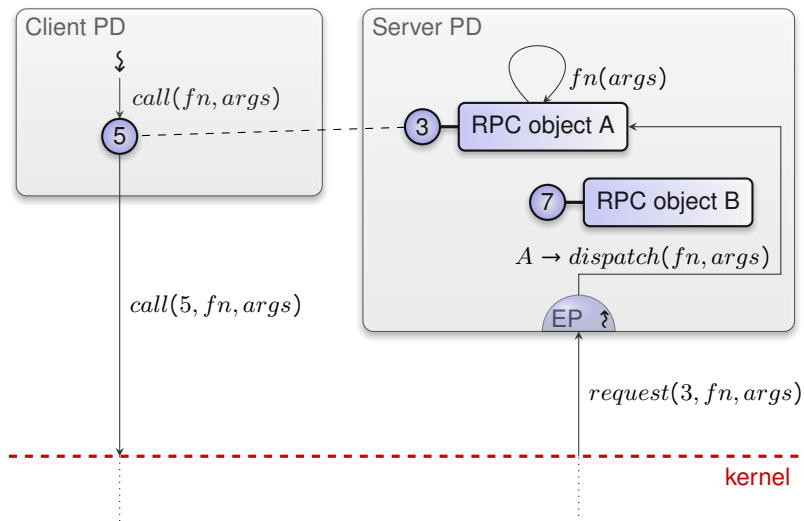 Client PD
Server PD
fn(args)
call(fn, args)
5
3
RPC object A
7
RPC object B
A → dispatch(fn, args)
call(5, fn, args)
EP
request(3, fn, args)
kernel